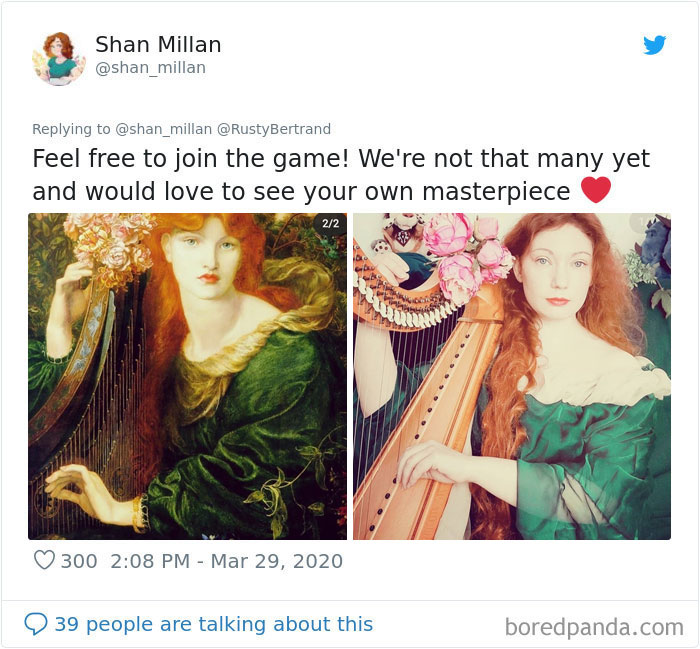 Shan Millan
@shan_millan
Replying to @shan_millan @RustyBertrand
Feel free to join the game! We're not that many yet
and would love to see your own masterpiece ❤
2/2
300 2:08 PM - Mar 29, 2020
39 people are talking about this
boredpanda.com